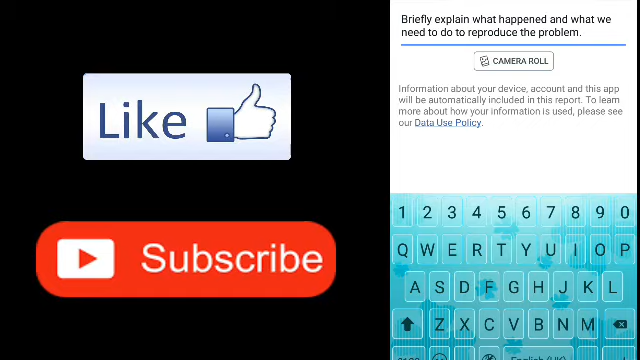 Like
Subscribe
Briefly explain what happened and what we
need to do to reproduce the problem.
CAMERA ROLL
Information about your device, account and this app
will be automatically included in this report. To learn
more about how your information is used, please see
our Data Use Policy.
1 2 3 4 5 6 7 8 9 0
Q W E R T Y U I O P
A S D F G H J K L
Z X C V B N M
English (UK)